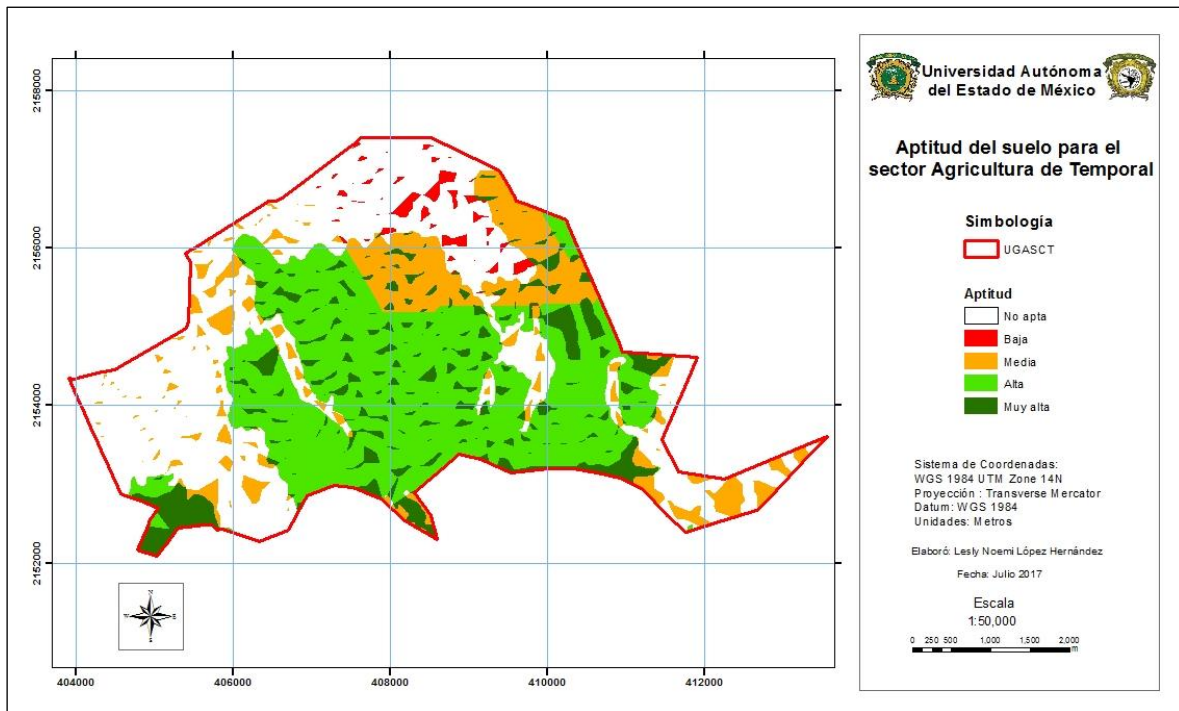 2158000
2156000
2154000
2152000
404000
406000
408000
410000
412000
N
S
Universidad Autónoma
del Estado de México
Aptitud del suelo para el
sector Agricultura de Temporal
Simbología
UGASCT
Aptitud
No apta
Baja
Media
Alta
Muy alta
Sistema de Coordenadas:
WGS 1984 UTM Zone 14N
Proyección : Transverse Mercator
Datum: WGS 1984
Unidades: Metros
Elaboró: Lesly Noemi López Hernández
Fecha: Julio 2017
Escala
1:50,000
0 250 500 1,000 1,500 2,000
m